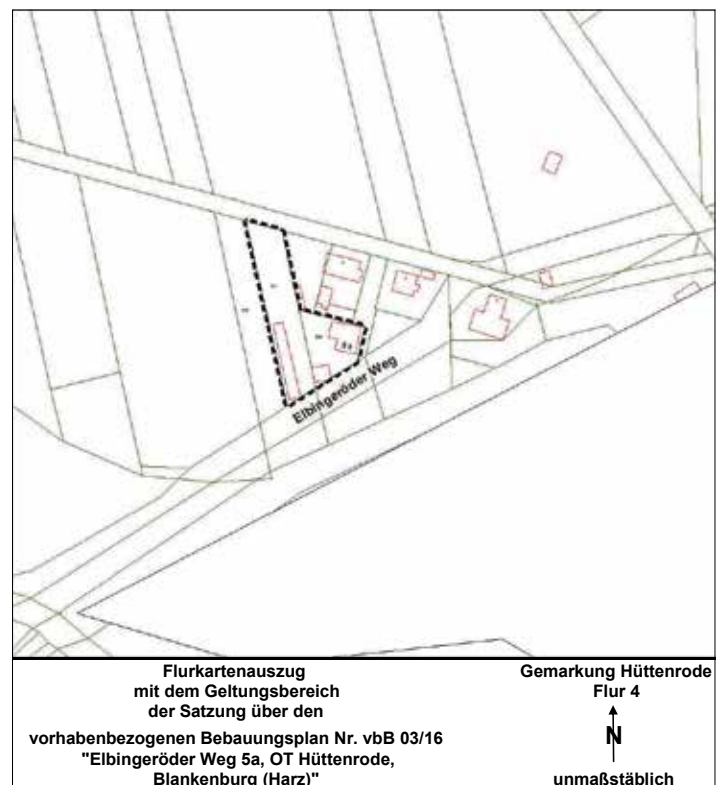 Elbingeröder Weg
Flurkartenauszug
mit dem Geltungsbereich
der Satzung über den
vorhabenbezogenen Bebauungsplan Nr. vbB 03/16
"Elbingeröder Weg 5a, OT Hüttenrode,
Blankenburg (Harz)"
Gemarkung Hüttenrode
Flur 4
N
unmaßstäblich